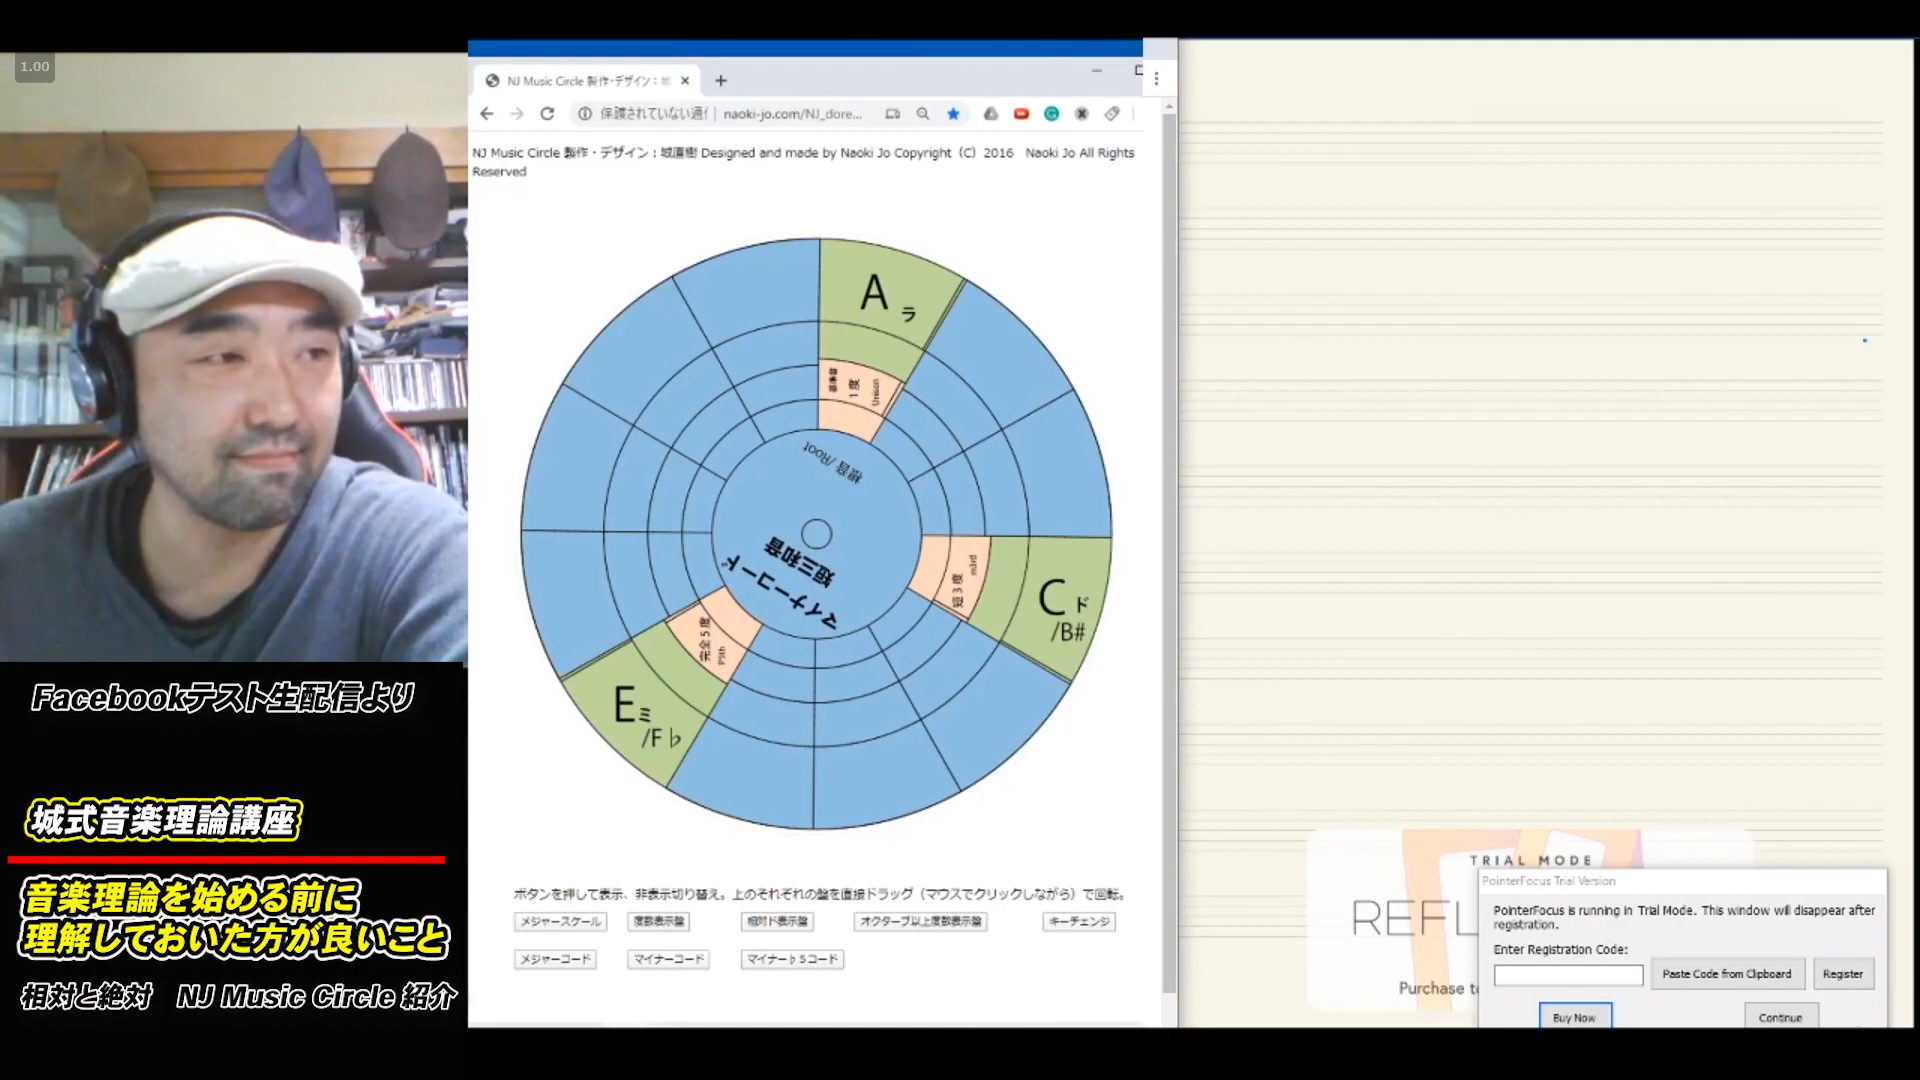 1.00
NJ Music Circle 製作・デザイン：城
保護されていない通信
naoki-jo.com/NJ_dore...
NJ Music Circle 製作・デザイン：城直樹 Designed and made by Naoki Jo Copyright（C）2016　Naoki Jo All Rights
Reserved
A ラ
基準音
1度
Unison
根音/Root
短3度
m3rd
C ド
/B#
短三和音
マイナーコード
完全5度
P5th
E ミ
/F♭
ボタンを押して表示、非表示切り替え。上のそれぞれの盤を直接ドラッグ（マウスでクリックしながら）で回転。
メジャースケール
度数表示盤
相対ド表示盤
オクターブ以上度数表示盤
キーチェンジ
メジャーコード
マイナーコード
マイナー♭5コード
Facebookテスト生配信より
城式音楽理論講座
音楽理論を始める前に
理解しておいた方が良いこと
相対と絶対　NJ Music Circle 紹介
TRIAL MODE
REFL
Purchase to
PointerFocus Trial Version
PointerFocus is running in Trial Mode. This window will disappear after
registration.
Enter Registration Code:
Paste Code from Clipboard
Register
Buy Now
Continue